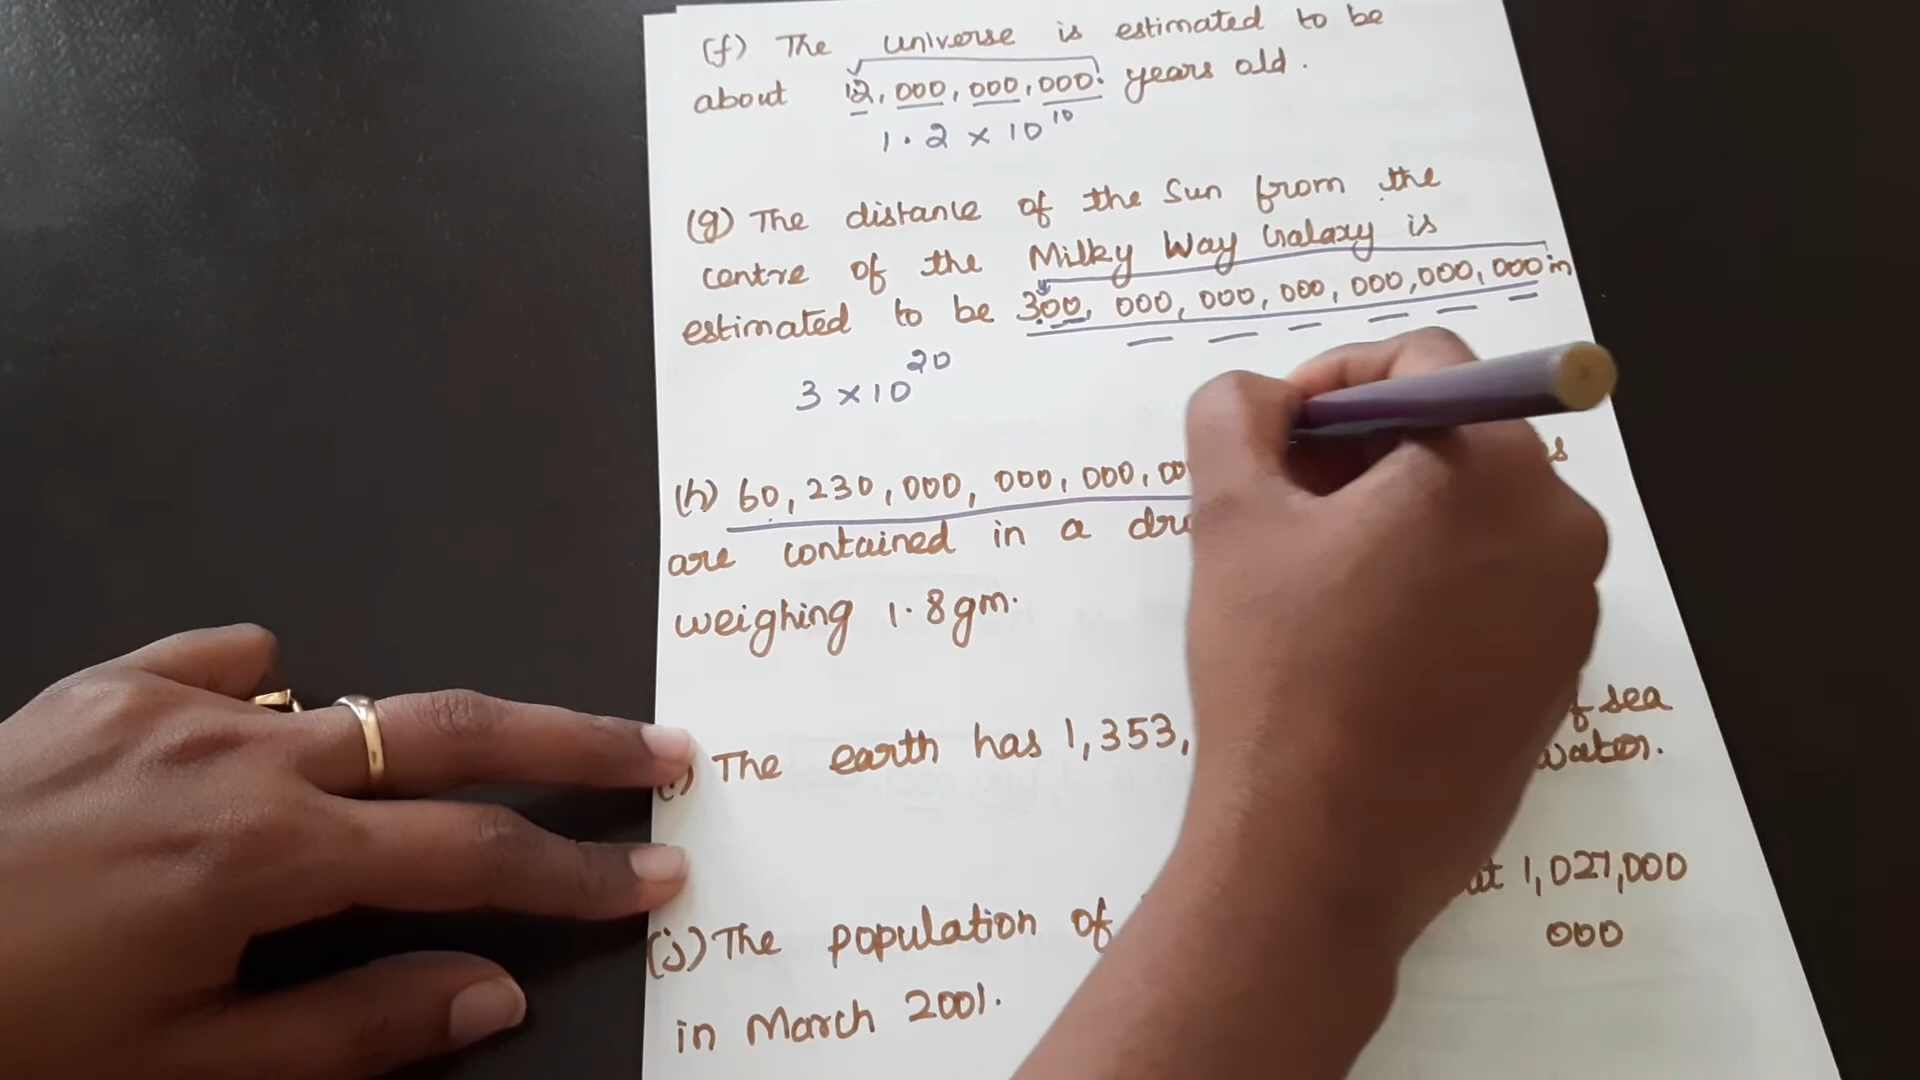 (f) The universe is estimated to be
about 12,000,000,000 years old.
1.2 × 10^10
(g) The distance of the Sun from the
centre of the Milky Way Galaxy is
estimated to be 300,000,000,000,000,000,000 m
3 × 10^20
(h) 60,230,000,000,000,00
are contained in a
weighing 1.8gm.
The earth has 1,353, sea
water.
(j) The population of 1,027,000
000
in March 2001.